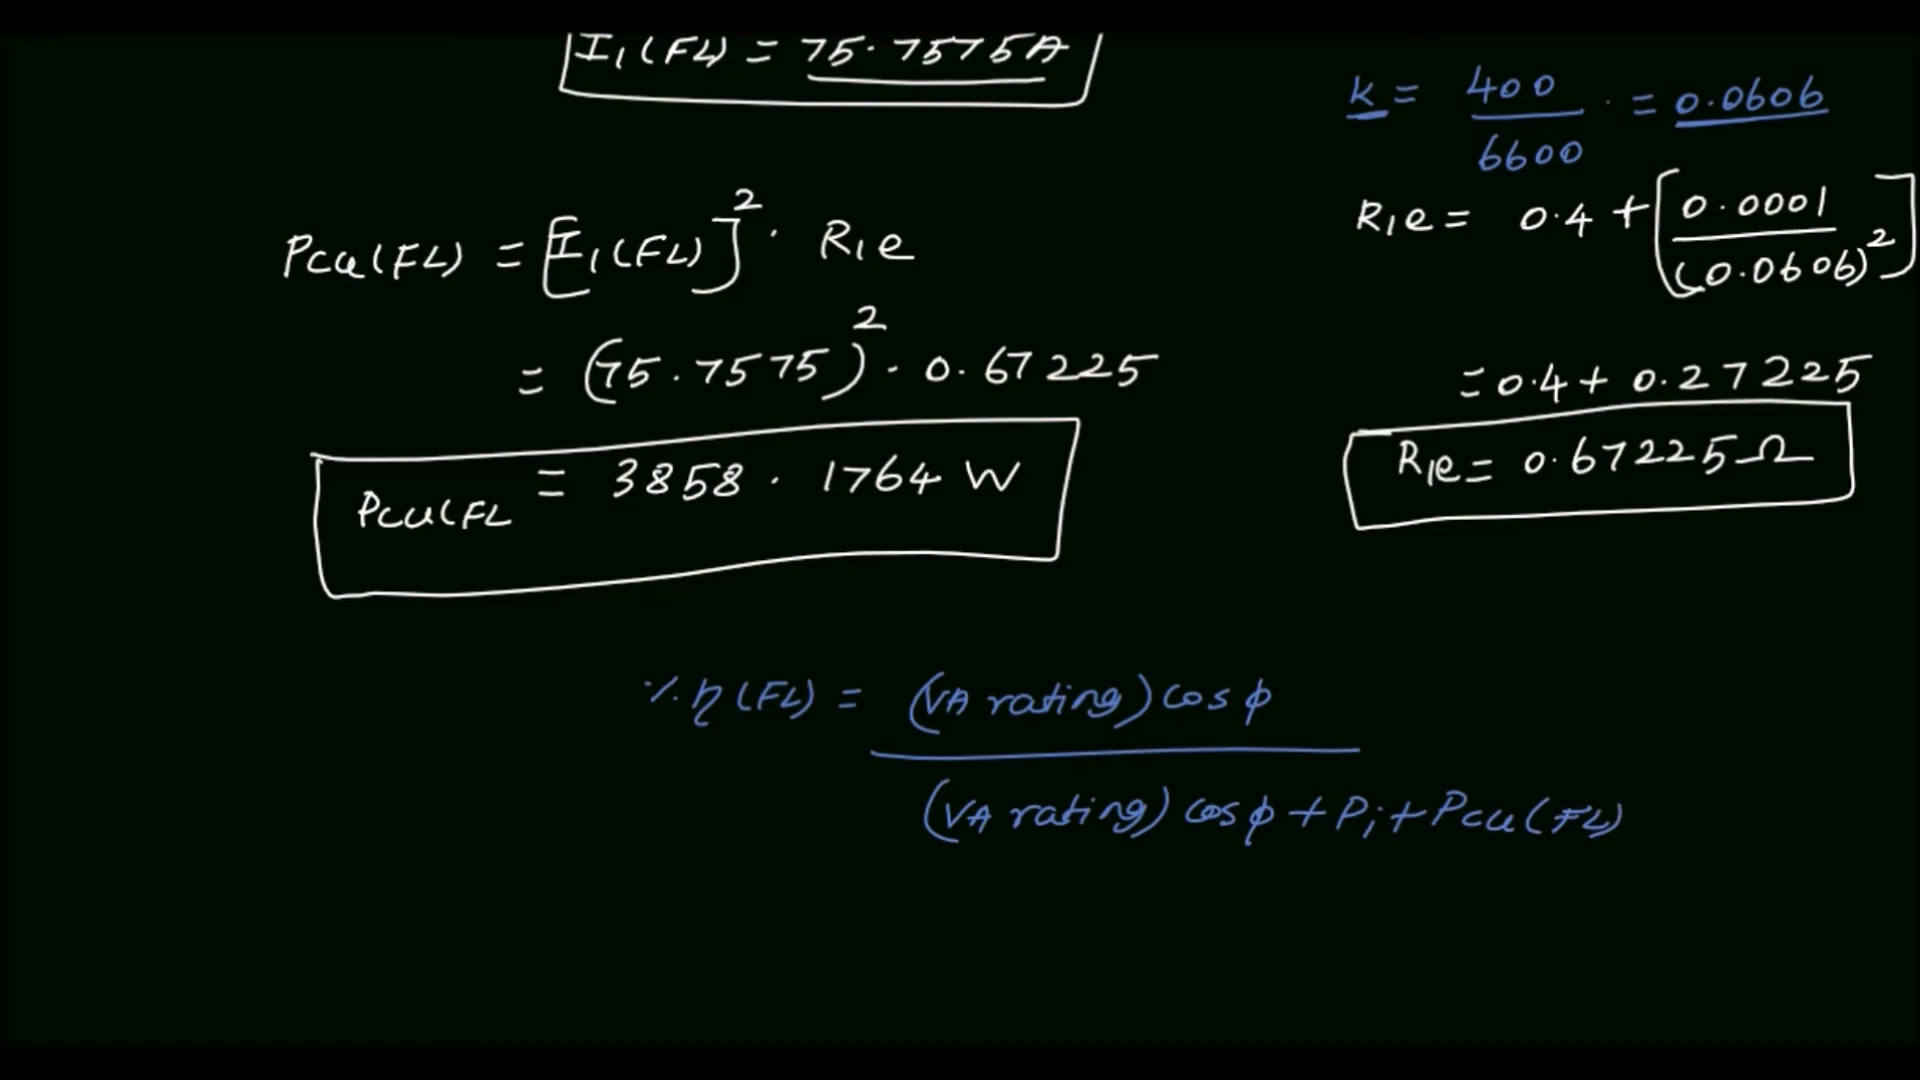 I₁(FL) = 75.7575A
Pcu(FL) = [I₁(FL)]² . R₁e
= (75.7575)² . 0.67225
Pcu(FL = 3858.1764 W
k = 400/6600 = 0.0606
R₁e = 0.4 + [0.0001/(0.0606)²]
= 0.4 + 0.27225
R₁e = 0.67225Ω
%η(FL) = (VA rating) cos φ
(VA rating) cos φ + Pi + Pcu(FL)